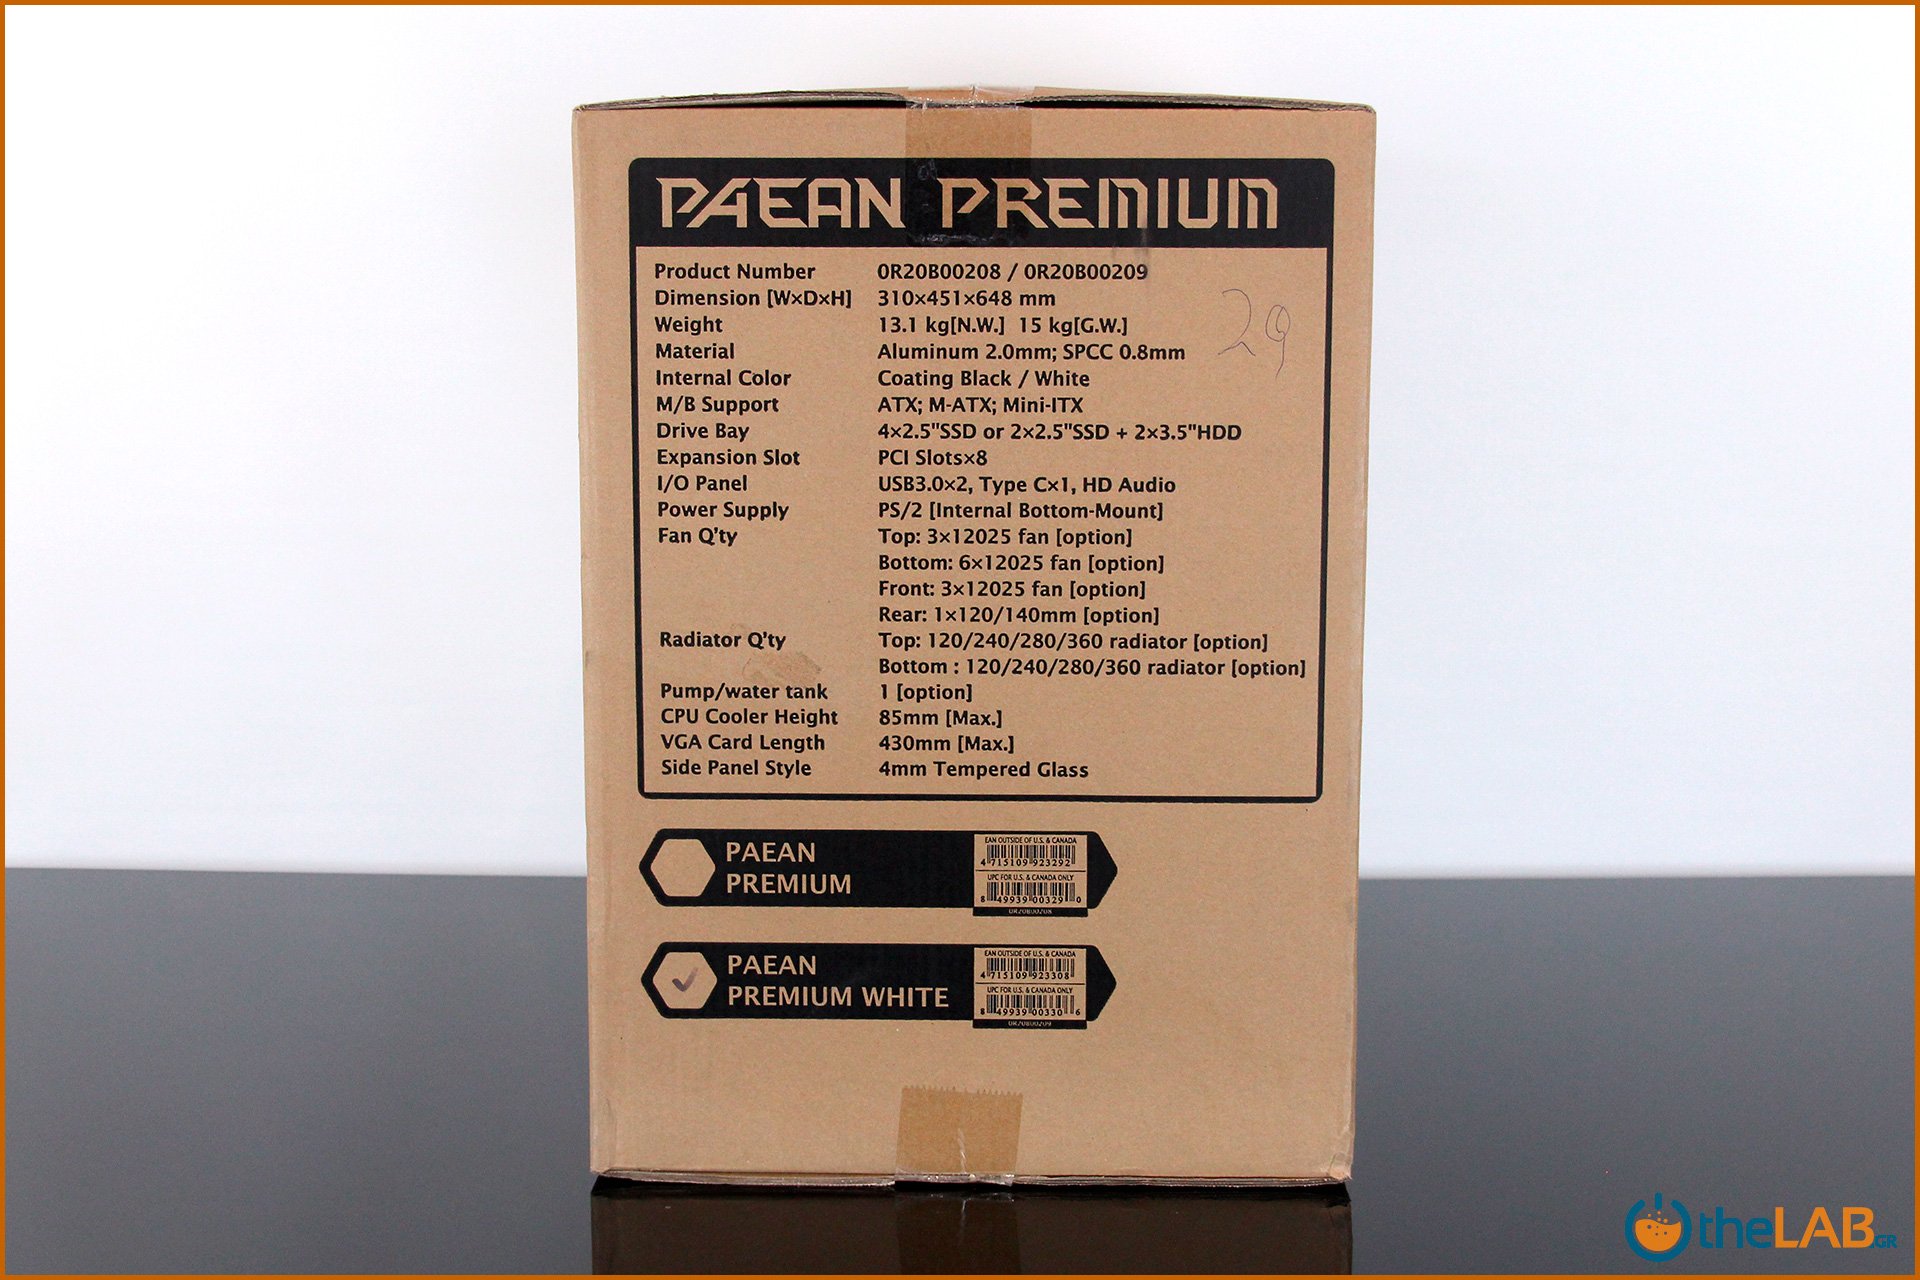 PAEAN PREMIUM
Product Number 0R20B00208 / 0R20B00209
Dimension [W×D×H] 310×451×648 mm
Weight 13.1 kg[N.W.] 15 kg[G.W.]
Material Aluminum 2.0mm; SPCC 0.8mm
Internal Color Coating Black / White
M/B Support ATX; M-ATX; Mini-ITX
Drive Bay 4×2.5"SSD or 2×2.5"SSD + 2×3.5"HDD
Expansion Slot PCI Slots×8
I/O Panel USB3.0×2, Type C×1, HD Audio
Power Supply PS/2 [Internal Bottom-Mount]
Fan Q'ty Top: 3×12025 fan [option]
Bottom: 6×12025 fan [option]
Front: 3×12025 fan [option]
Rear: 1×120/140mm [option]
Radiator Q'ty Top: 120/240/280/360 radiator [option]
Bottom : 120/240/280/360 radiator [option]
Pump/water tank 1 [option]
CPU Cooler Height 85mm [Max.]
VGA Card Length 430mm [Max.]
Side Panel Style 4mm Tempered Glass
29
PAEAN
PREMIUM
EAN OUTSIDE OF U.S. & CANADA
4 715109 923292
UPC FOR U.S. & CANADA ONLY
8 49939 00329 0
0R20B00208
PAEAN
PREMIUM WHITE
EAN OUTSIDE OF U.S. & CANADA
4 715109 923308
UPC FOR U.S. & CANADA ONLY
8 49939 00330 6
0R20B00209
theLAB.GR